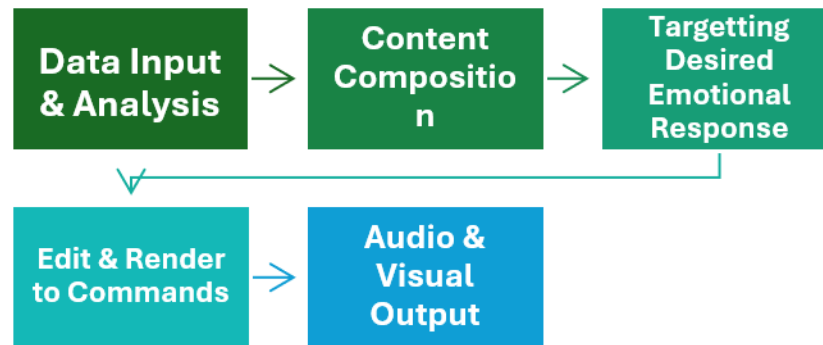 Data Input
& Analysis
Content
Compositio
n
Targetting
Desired
Emotional
Response
Edit & Render
to Commands
Audio &
Visual
Output